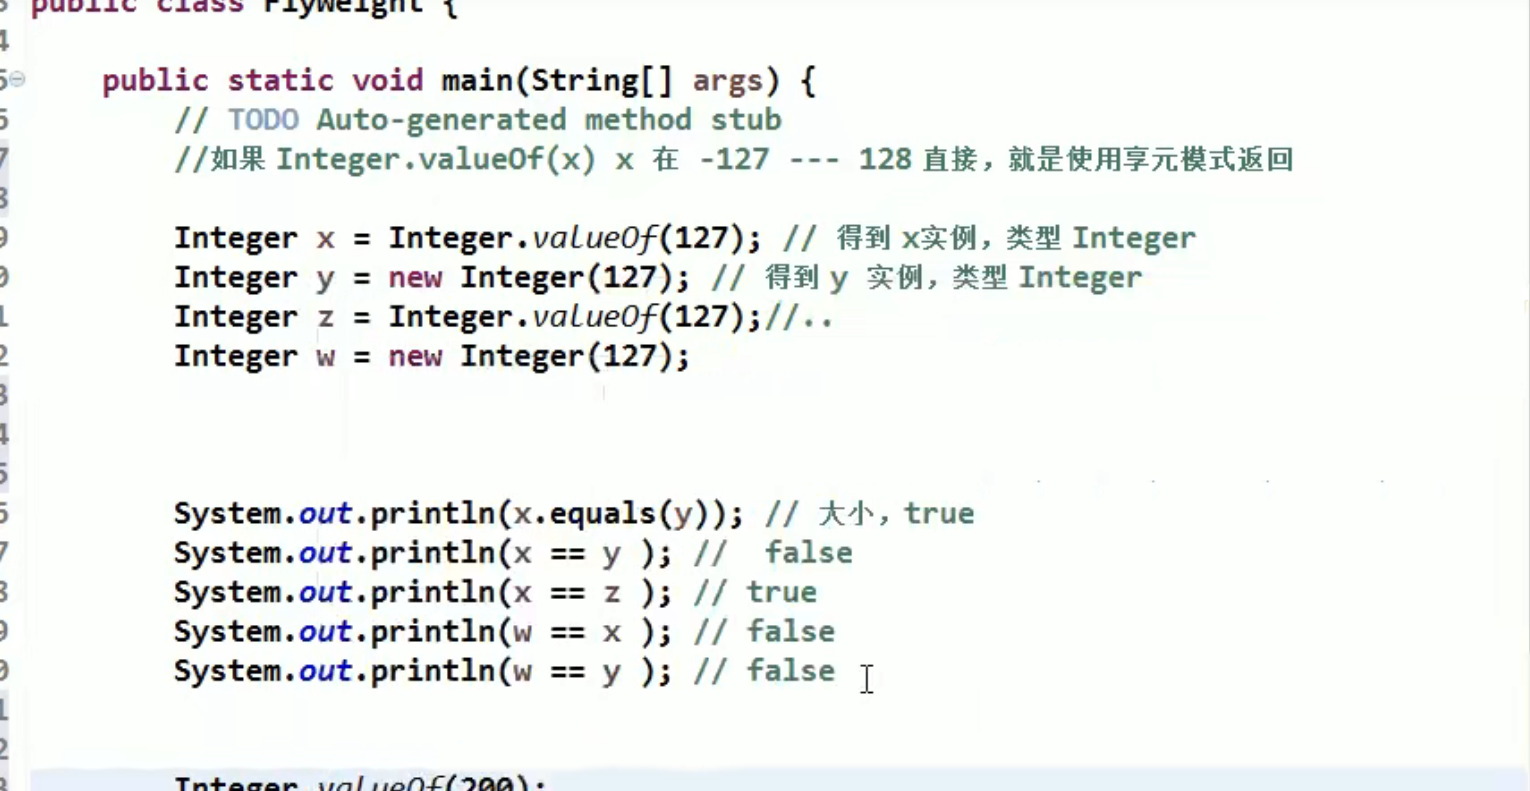 public class FlyWeight {
4
5 public static void main(String[] args) {
6 // TODO Auto-generated method stub
7 //如果 Integer.valueOf(x) x 在 -127 --- 128 直接，就是使用享元模式返回
8
9 Integer x = Integer.valueOf(127); // 得到 x实例，类型 Integer
0 Integer y = new Integer(127); // 得到 y 实例，类型 Integer
1 Integer z = Integer.valueOf(127);//..
2 Integer w = new Integer(127);
3
4
5
6 System.out.println(x.equals(y)); // 大小，true
7 System.out.println(x == y ); // false
8 System.out.println(x == z ); // true
9 System.out.println(w == x ); // false
0 System.out.println(w == y ); // false
1
2
3 Integer.valueOf(200);